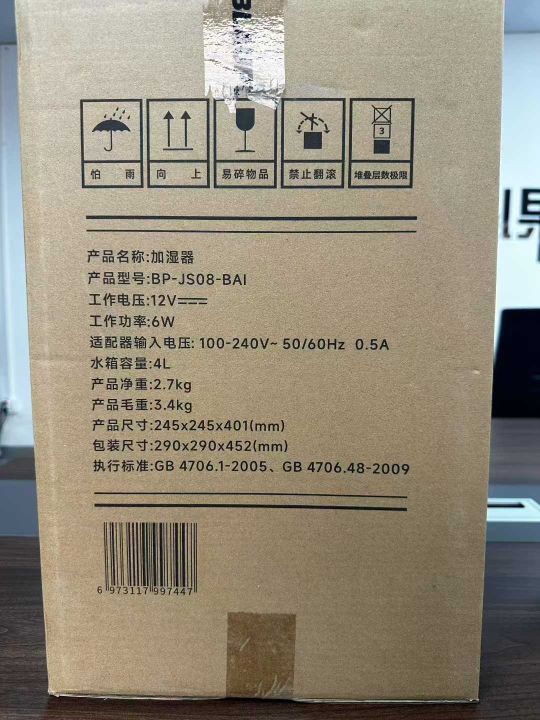 BL
怕 雨
向 上
易碎物品
禁止翻滚
3
堆叠层数极限
产品名称:加湿器
产品型号:BP-JS08-BAI
工作电压:12V⎓
工作功率:6W
适配器输入电压: 100-240V~ 50/60Hz 0.5A
水箱容量:4L
产品净重:2.7kg
产品毛重:3.4kg
产品尺寸:245x245x401(mm)
包装尺寸:290x290x452(mm)
执行标准:GB 4706.1-2005、GB 4706.48-2009
6 973117 997447